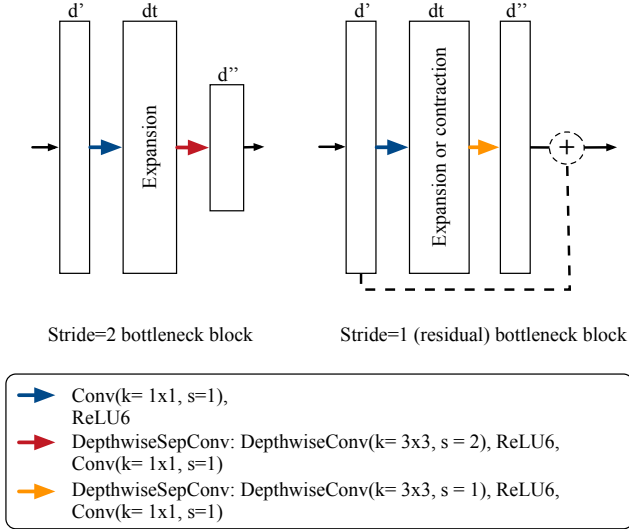 d’ dt d’’
Expansion
d’ dt d’’
Expansion or contraction
+
Stride=2 bottleneck block
Stride=1 (residual) bottleneck block
Conv(k= 1x1, s=1),
ReLU6
DepthwiseSepConv: DepthwiseConv(k= 3x3, s = 2), ReLU6,
Conv(k= 1x1, s=1)
DepthwiseSepConv: DepthwiseConv(k= 3x3, s = 1), ReLU6,
Conv(k= 1x1, s=1)